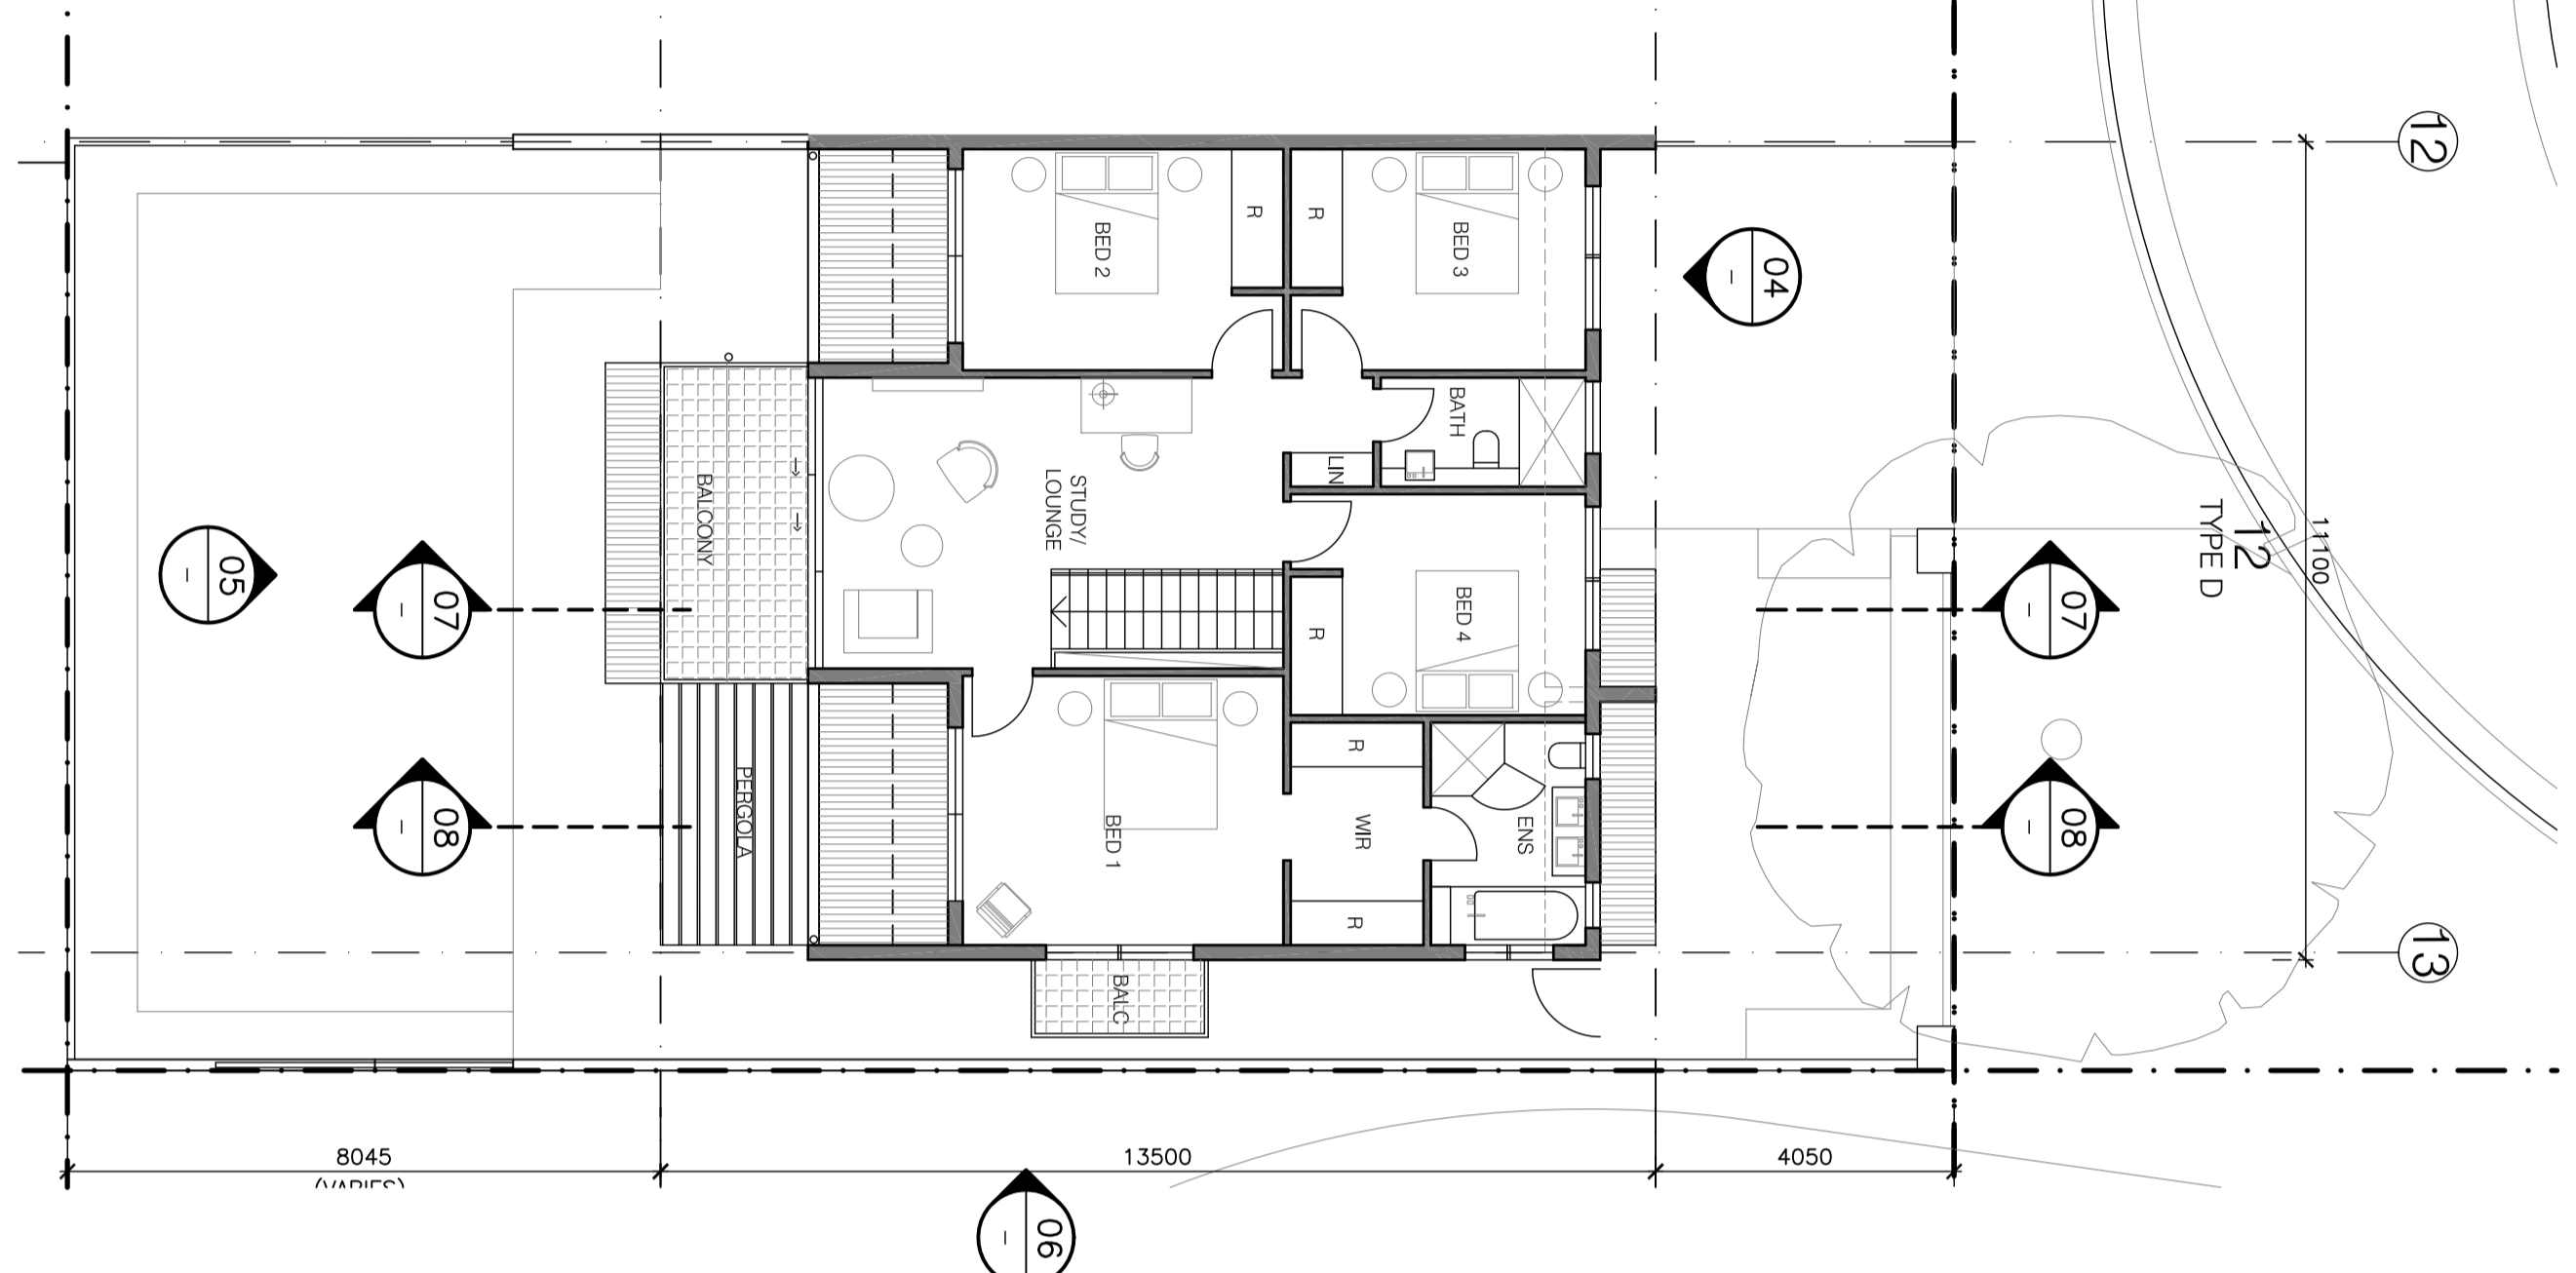 12
13
11100
12
TYPE D
04
-
07
-
08
-
BED 2
R
R
BED 3
BATH
LIN
STUDY/
LOUNGE
BED 4
R
BALCONY
PERGOLA
BED 1
R
WIR
R
ENS
BALC
05
-
07
-
08
-
8045
(VARIES)
13500
4050
06
-